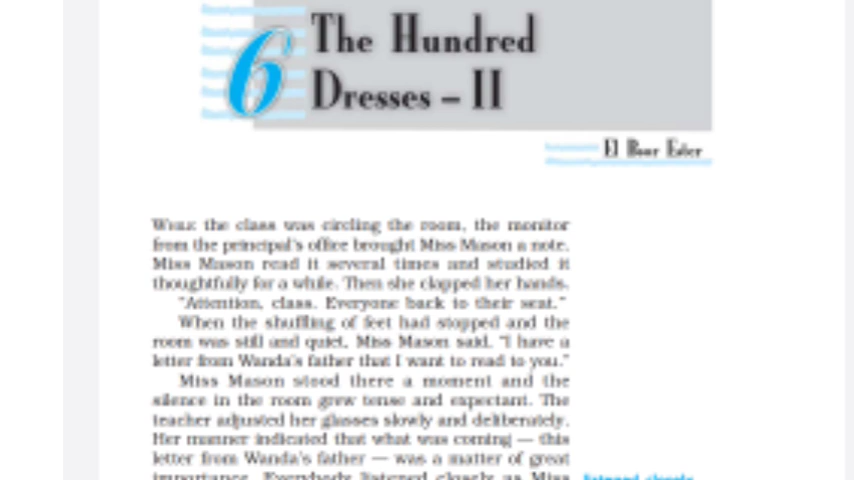 6
The Hundred
Dresses – II
El Bsor Ester
WHILE the class was circling the room, the monitor
from the principal's office brought Miss Mason a note.
Miss Mason read it several times and studied it
thoughtfully for a while. Then she clapped her hands.
"Attention, class. Everyone back to their seat."
When the shuffling of feet had stopped and the
room was still and quiet, Miss Mason said, "I have a
letter from Wanda's father that I want to read to you."
Miss Mason stood there a moment and the
silence in the room grew tense and expectant. The
teacher adjusted her glasses slowly and deliberately.
Her manner indicated that what was coming — this
letter from Wanda's father — was a matter of great
importance. Everybody listened closely as Miss
listened closely